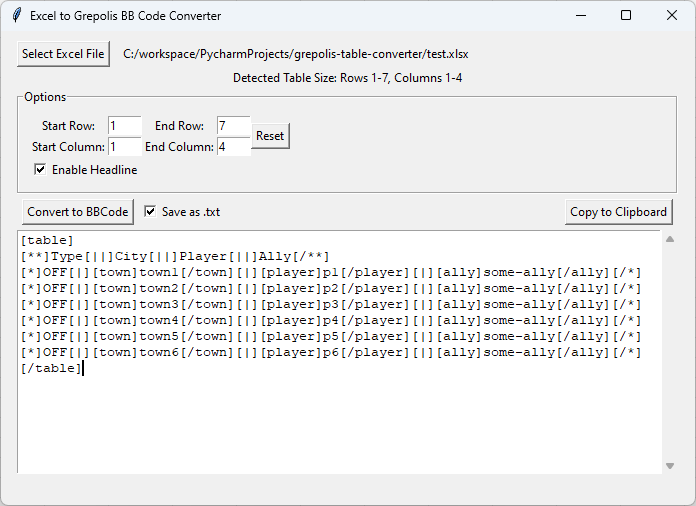 Excel to Grepolis BB Code Converter
Select Excel File C:/workspace/PycharmProjects/grepolis-table-converter/test.xlsx
Detected Table Size: Rows 1-7, Columns 1-4
Options
Start Row: 1 End Row: 7
Reset
Start Column: 1 End Column: 4
Enable Headline
Convert to BBCode Save as .txt Copy to Clipboard
[table]
[**]Type[||]City[||]Player[||]Ally[/**]
[*]OFF[|][town]town1[/town][|][player]p1[/player][|][ally]some-ally[/ally][/*]
[*]OFF[|][town]town2[/town][|][player]p2[/player][|][ally]some-ally[/ally][/*]
[*]OFF[|][town]town3[/town][|][player]p3[/player][|][ally]some-ally[/ally][/*]
[*]OFF[|][town]town4[/town][|][player]p4[/player][|][ally]some-ally[/ally][/*]
[*]OFF[|][town]town5[/town][|][player]p5[/player][|][ally]some-ally[/ally][/*]
[*]OFF[|][town]town6[/town][|][player]p6[/player][|][ally]some-ally[/ally][/*]
[/table]